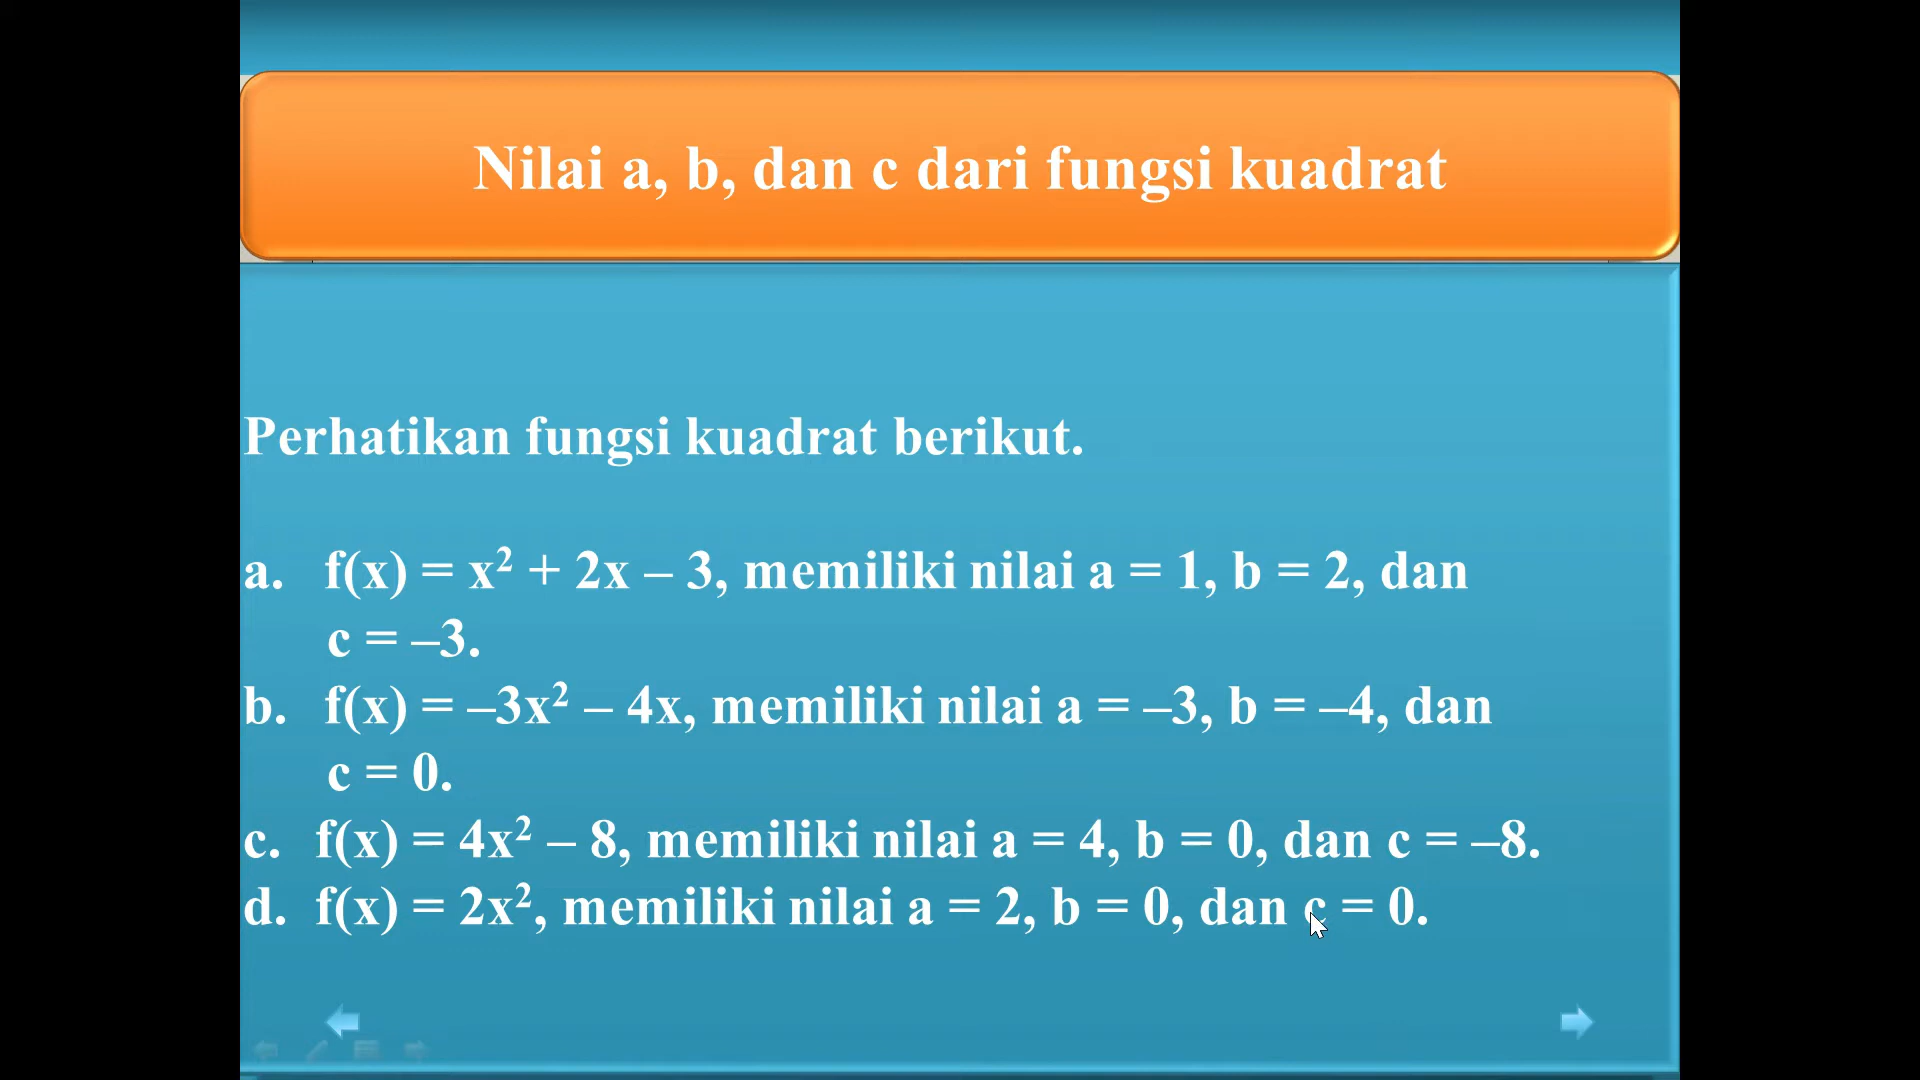 Nilai a, b, dan c dari fungsi kuadrat
Perhatikan fungsi kuadrat berikut.
a. f(x) = x² + 2x – 3, memiliki nilai a = 1, b = 2, dan
c = –3.
b. f(x) = –3x² – 4x, memiliki nilai a = –3, b = –4, dan
c = 0.
c. f(x) = 4x² – 8, memiliki nilai a = 4, b = 0, dan c = –8.
d. f(x) = 2x², memiliki nilai a = 2, b = 0, dan c = 0.